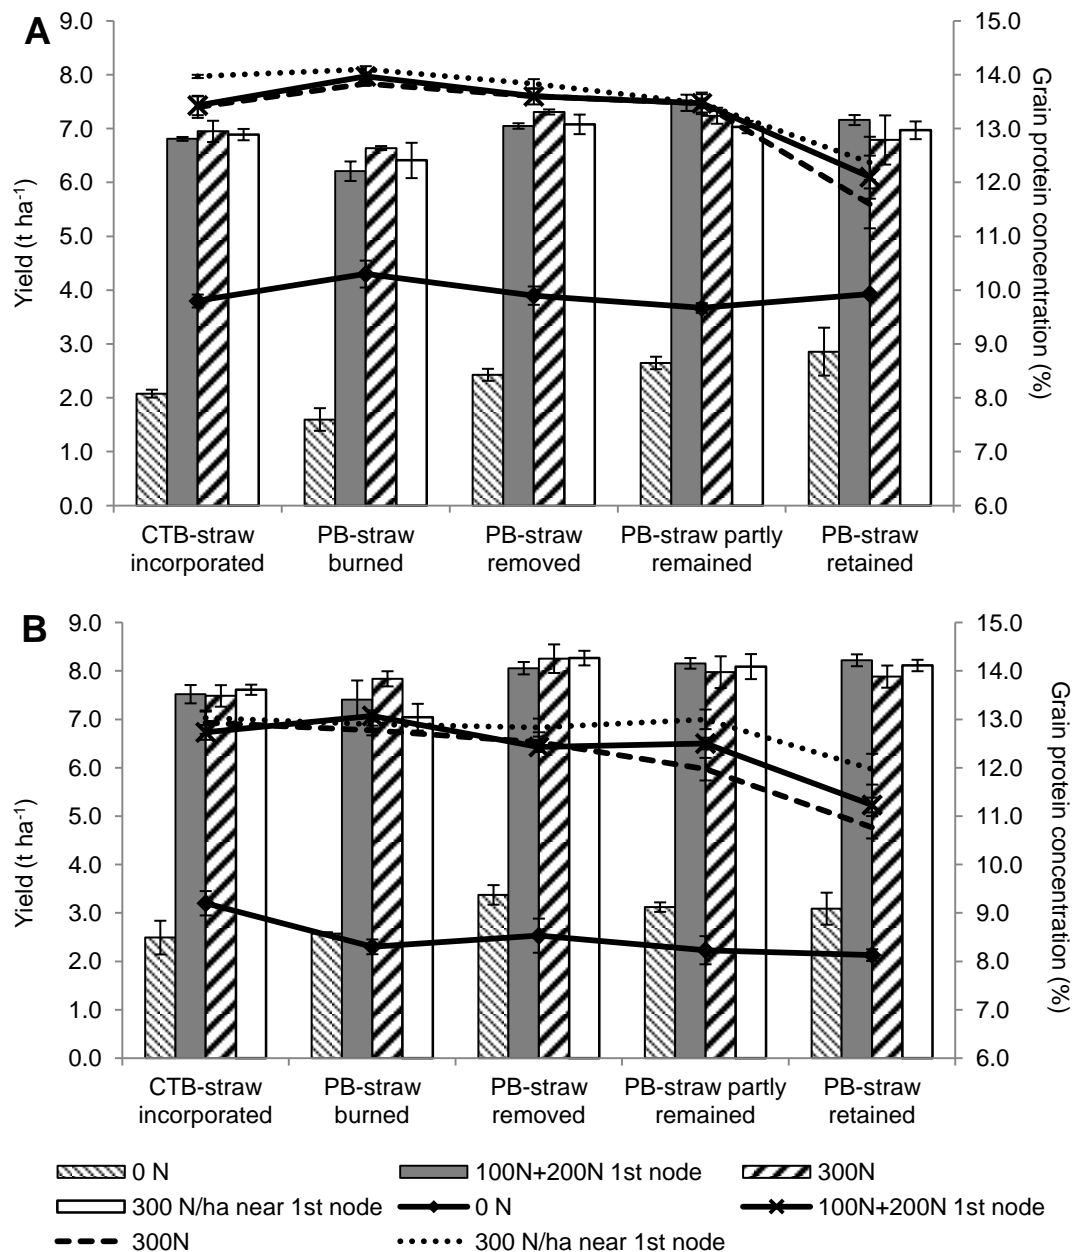 A
9.0
8.0
7.0
6.0
5.0
4.0
3.0
2.0
1.0
0.0
Yield (t ha⁻¹)
15.0
14.0
13.0
12.0
11.0
10.0
9.0
8.0
7.0
6.0
Grain protein concentration (%)
CTB-straw
incorporated
PB-straw
burned
PB-straw
removed
PB-straw partly
remained
PB-straw
retained
B
9.0
8.0
7.0
6.0
5.0
4.0
3.0
2.0
1.0
0.0
Yield (t ha⁻¹)
15.0
14.0
13.0
12.0
11.0
10.0
9.0
8.0
7.0
6.0
Grain protein concentration (%)
CTB-straw
incorporated
PB-straw
burned
PB-straw
removed
PB-straw partly
remained
PB-straw
retained
0 N
100N+200N 1st node
300N
300 N/ha near 1st node
0 N
100N+200N 1st node
300N
300 N/ha near 1st node